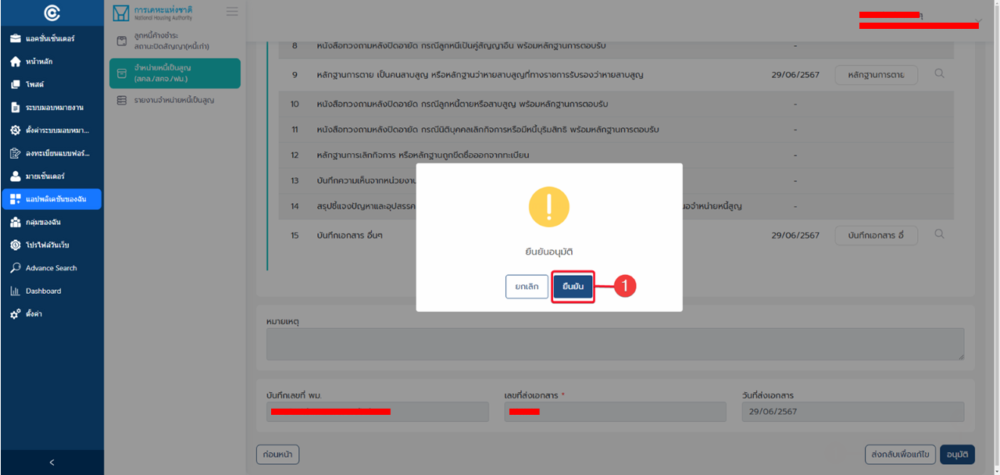 การเคหะแห่งชาติ
National Housing Authority
1
แอคชั่นเซ็นเตอร์
หน้าหลัก
โพสต์
ระบบมอบหมายงาน
ตั้งค่าระบบมอบหมา...
ลงทะเบียนแบบฟอร์...
มายเซ็นเตอร์
แอปพลิเคชันของฉัน
กลุ่มของฉัน
โปรไฟล์วันเว็บ
Advance Search
Dashboard
ตั้งค่า
ลูกหนี้ค้างชำระ
สถานะปิดสัญญา(หนี้เก่า)
จำหน่ายหนี้เป็นสูญ
(สคล./สคจ./ฟม.)
รายงานจำหน่ายหนี้เป็นสูญ
8 หนังสือทวงถามหลังปิดอายัด กรณีลูกหนี้เป็นคู่สัญญาอื่น พร้อมหลักฐานการตอบรับ -
9 หลักฐานการตาย เป็นคนสาบสูญ หรือหลักฐานว่าหายสาบสูญที่ทางราชการรับรองว่าหายสาบสูญ 29/06/2567 หลักฐานการตาย
10 หนังสือทวงถามหลังปิดอายัด กรณีลูกหนี้ตายหรือสาบสูญ พร้อมหลักฐานการตอบรับ -
11 หนังสือทวงถามหลังปิดอายัด กรณีนิติบุคคลเลิกกิจการหรือมีหนี้บุริมสิทธิ พร้อมหลักฐานการตอบรับ -
12 หลักฐานการเลิกกิจการ หรือหลักฐานถูกขีดชื่อออกจากทะเบียน -
13 บันทึกความเห็นจากหน่วยงาน -
14 สรุปชี้แจงปัญหาและอุปสรรค นอจำหน่ายหนี้สูญ -
15 บันทึกเอกสาร อื่นๆ 29/06/2567 บันทึกเอกสาร อื่
ยืนยันอนุมัติ
ยกเลิก ยืนยัน 1
หมายเหตุ
บันทึกเลขที่ พม. เลขที่ส่งเอกสาร * วันที่ส่งเอกสาร
29/06/2567
ก่อนหน้า ส่งกลับเพื่อแก้ไข อนุมัติ